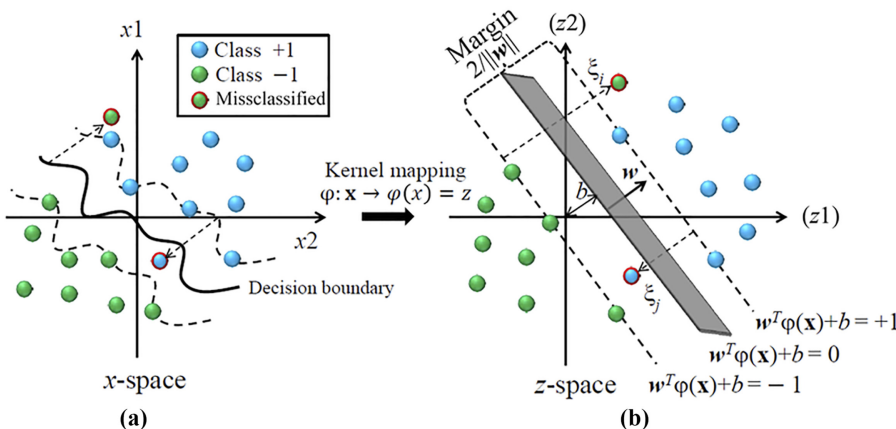 x1
Class +1
Class −1
Missclassified
x2
Decision boundary
x-space
(a)
Kernel mapping
φ: x → φ(x) = z
(z2)
Margin
2/||w||
ξi
w
b
(z1)
ξj
wᵀφ(x)+b = +1
wᵀφ(x)+b = 0
wᵀφ(x)+b = − 1
z-space
(b)